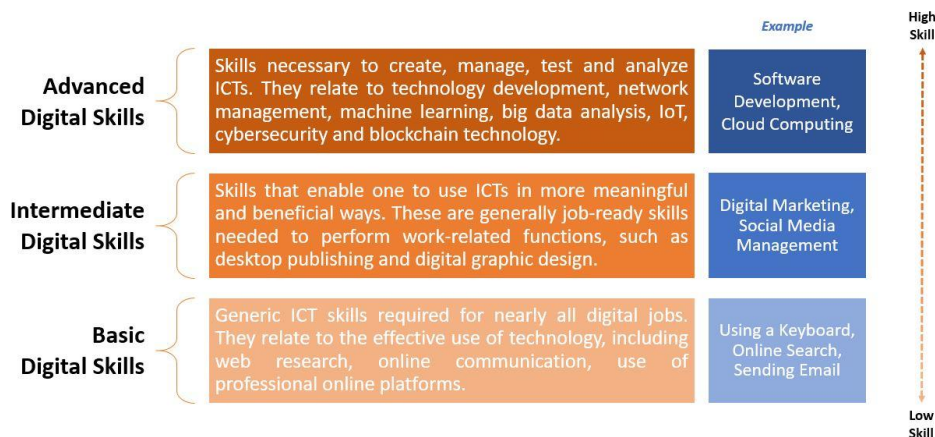 Example
High
Skill
Advanced
Digital Skills
Skills necessary to create, manage, test and analyze
ICTs. They relate to technology development, network
management, machine learning, big data analysis, IoT,
cybersecurity and blockchain technology.
Software
Development,
Cloud Computing
Intermediate
Digital Skills
Skills that enable one to use ICTs in more meaningful
and beneficial ways. These are generally job-ready skills
needed to perform work-related functions, such as
desktop publishing and digital graphic design.
Digital Marketing,
Social Media
Management
Basic
Digital Skills
Generic ICT skills required for nearly all digital jobs.
They relate to the effective use of technology, including
web research, online communication, use of
professional online platforms.
Using a Keyboard,
Online Search,
Sending Email
Low
Skill